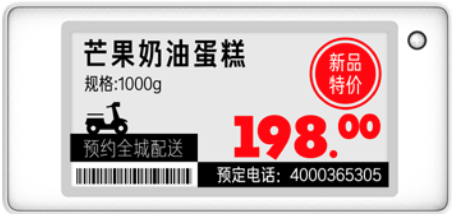 芒果奶油蛋糕
规格:1000g
新品
特价
198.00
预约全城配送
预定电话：4000365305